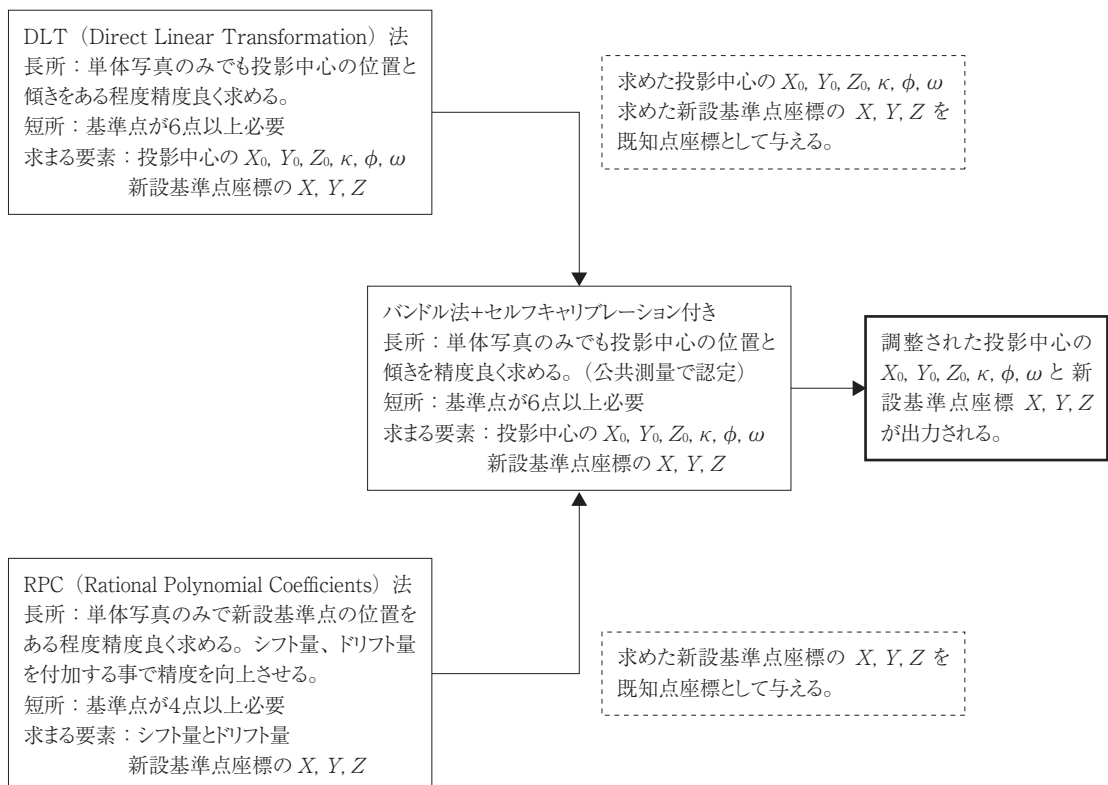 DLT（Direct Linear Transformation）法
長所：単体写真のみでも投影中心の位置と
傾きをある程度精度良く求める。
短所：基準点が6点以上必要
求まる要素：投影中心の X₀, Y₀, Z₀, κ, ϕ, ω
新設基準点座標の X, Y, Z
求めた投影中心の X₀, Y₀, Z₀, κ, ϕ, ω
求めた新設基準点座標の X, Y, Z を
既知点座標として与える。
バンドル法+セルフキャリブレーション付き
長所：単体写真のみでも投影中心の位置と
傾きを精度良く求める。（公共測量で認定）
短所：基準点が6点以上必要
求まる要素：投影中心の X₀, Y₀, Z₀, κ, ϕ, ω
新設基準点座標の X, Y, Z
調整された投影中心の
X₀, Y₀, Z₀, κ, ϕ, ω と 新
設基準点座標 X, Y, Z
が出力される。
RPC（Rational Polynomial Coefficients）法
長所：単体写真のみで新設基準点の位置を
ある程度精度良く求める。シフト量、ドリフト量
を付加する事で精度を向上させる。
短所：基準点が4点以上必要
求まる要素：シフト量とドリフト量
新設基準点座標の X, Y, Z
求めた新設基準点座標の X, Y, Z を
既知点座標として与える。